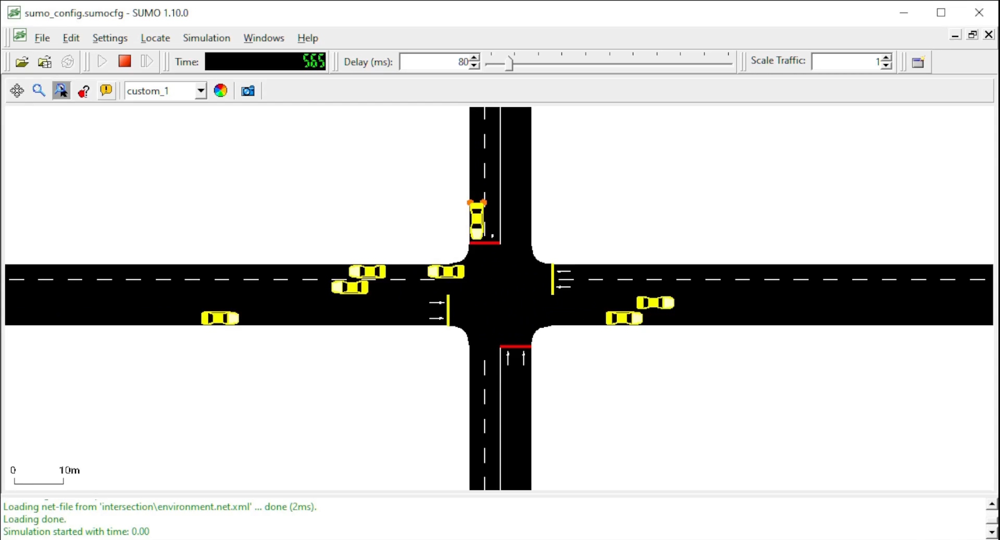 sumo_config.sumocfg - SUMO 1.10.0
File Edit Settings Locate Simulation Windows Help
Time: 565 Delay (ms): 80 Scale Traffic: 1
custom_1
0 10m
Loading net-file from 'intersection\environment.net.xml' ... done (2ms).
Loading done.
Simulation started with time: 0.00